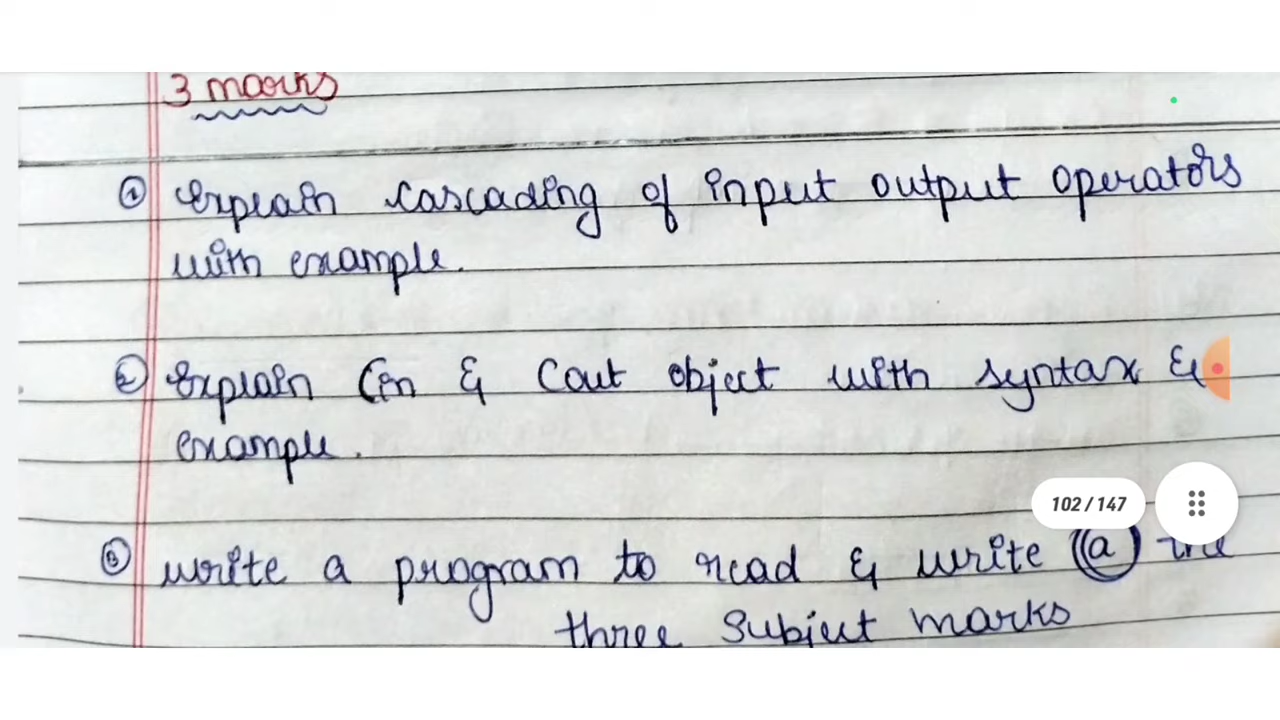 3 marks
① Explain cascading of input output operators
with example.
② Explain Cin & Cout object with syntax &
example.
102 / 147
③ write a program to read & write (a) the
three subject marks